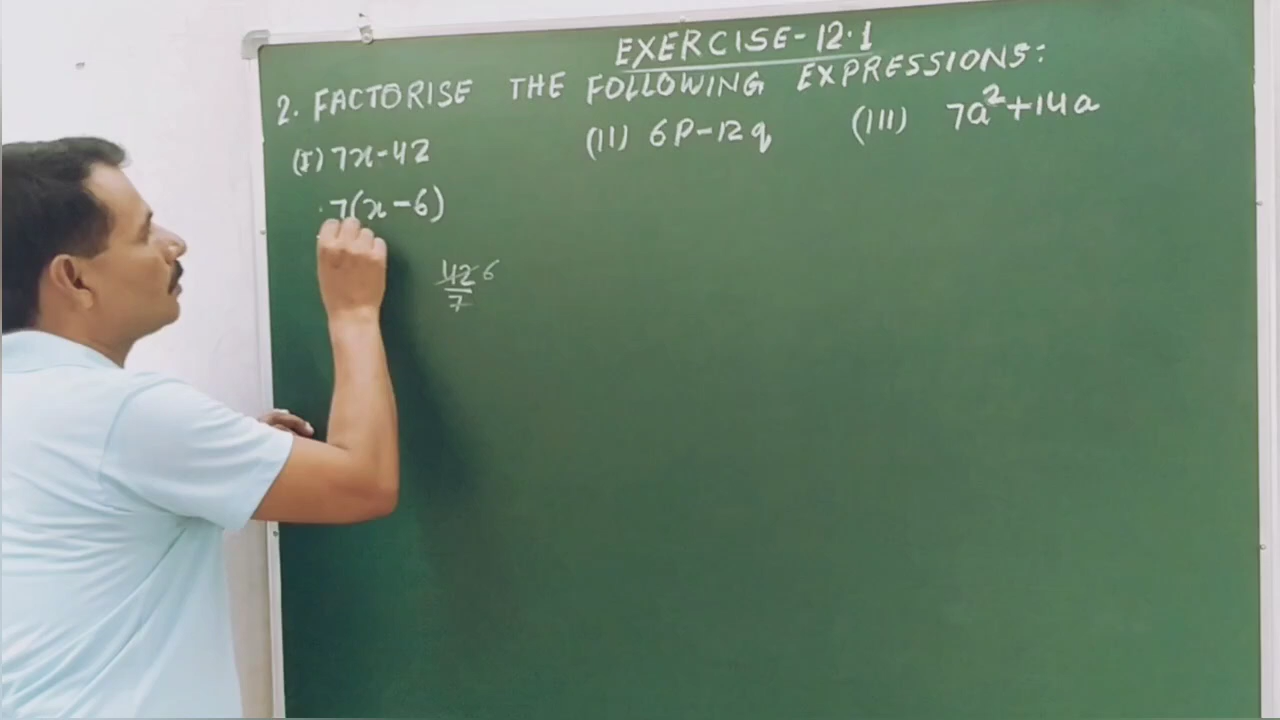 EXERCISE-12.1
2. FACTORISE THE FOLLOWING EXPRESSIONS:
(I) 7x-42 (II) 6p-12q (III) 7a²+14a
7(x-6)
42 6
7